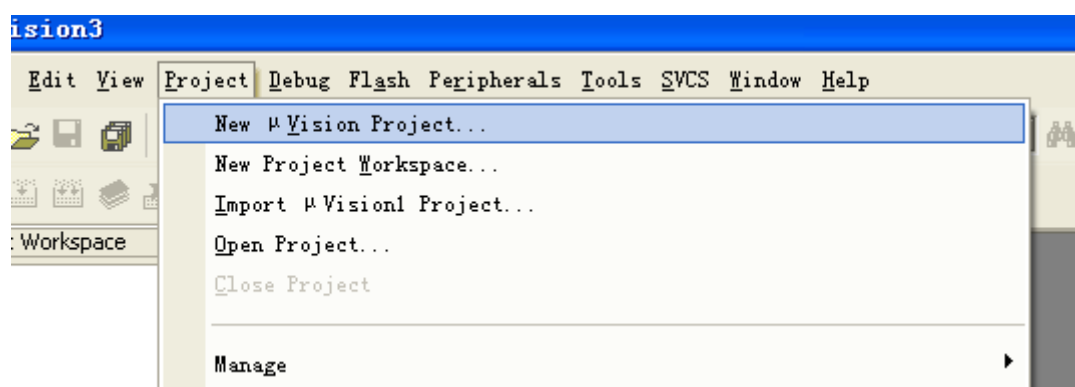 ision3
Edit View Project Debug Flash Peripherals Tools SVCS Window Help
New μVision Project...
New Project Workspace...
Import μVision1 Project...
Workspace
Open Project...
Close Project
Manage